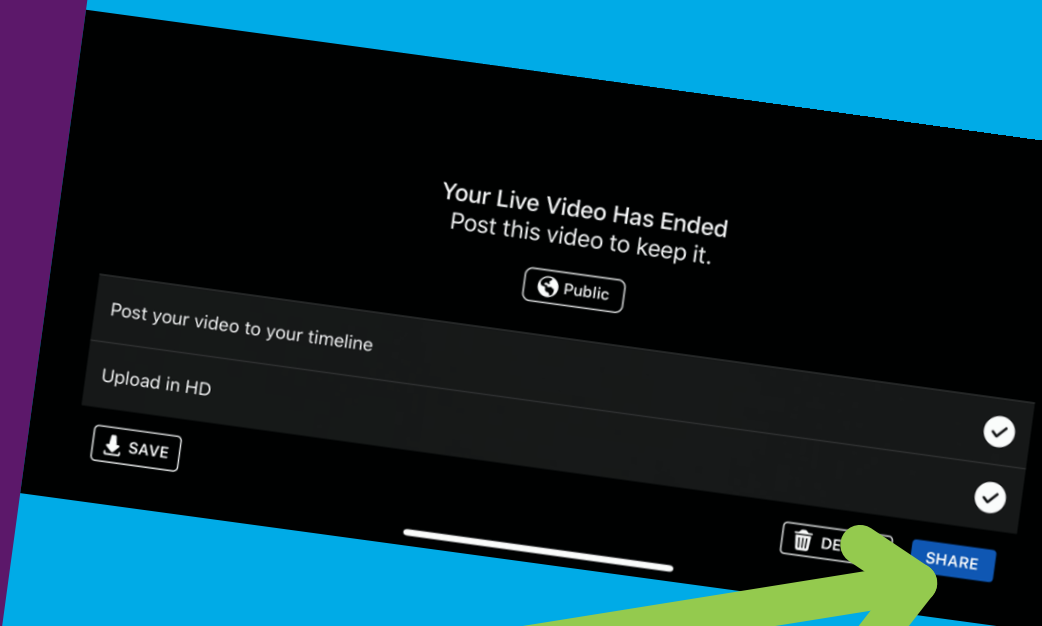 Your Live Video Has Ended
Post this video to keep it.
Public
Post your video to your timeline
Upload in HD
SAVE
SHARE